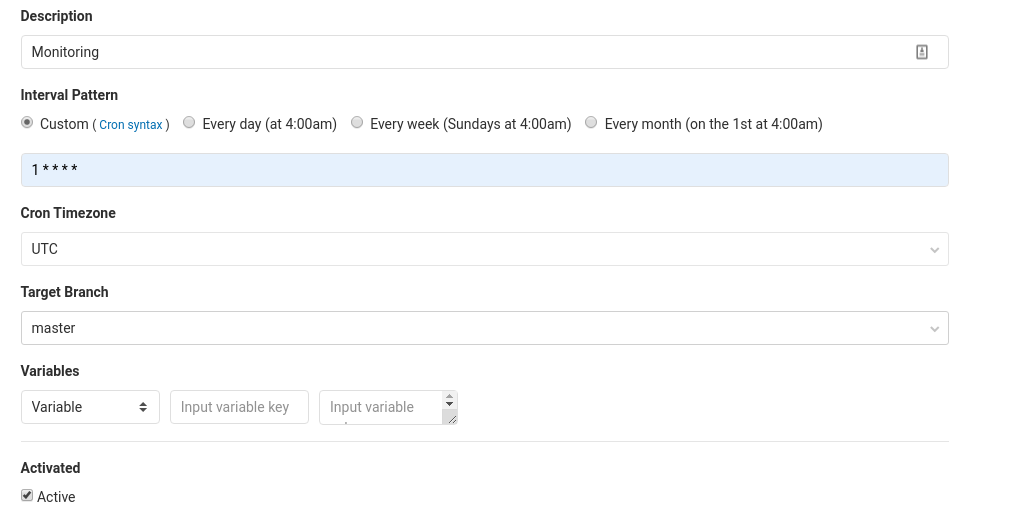 Description
Monitoring
Interval Pattern
Custom ( Cron syntax ) Every day (at 4:00am) Every week (Sundays at 4:00am) Every month (on the 1st at 4:00am)
1 * * * *
Cron Timezone
UTC
Target Branch
master
Variables
Variable Input variable key Input variable
Activated
Active